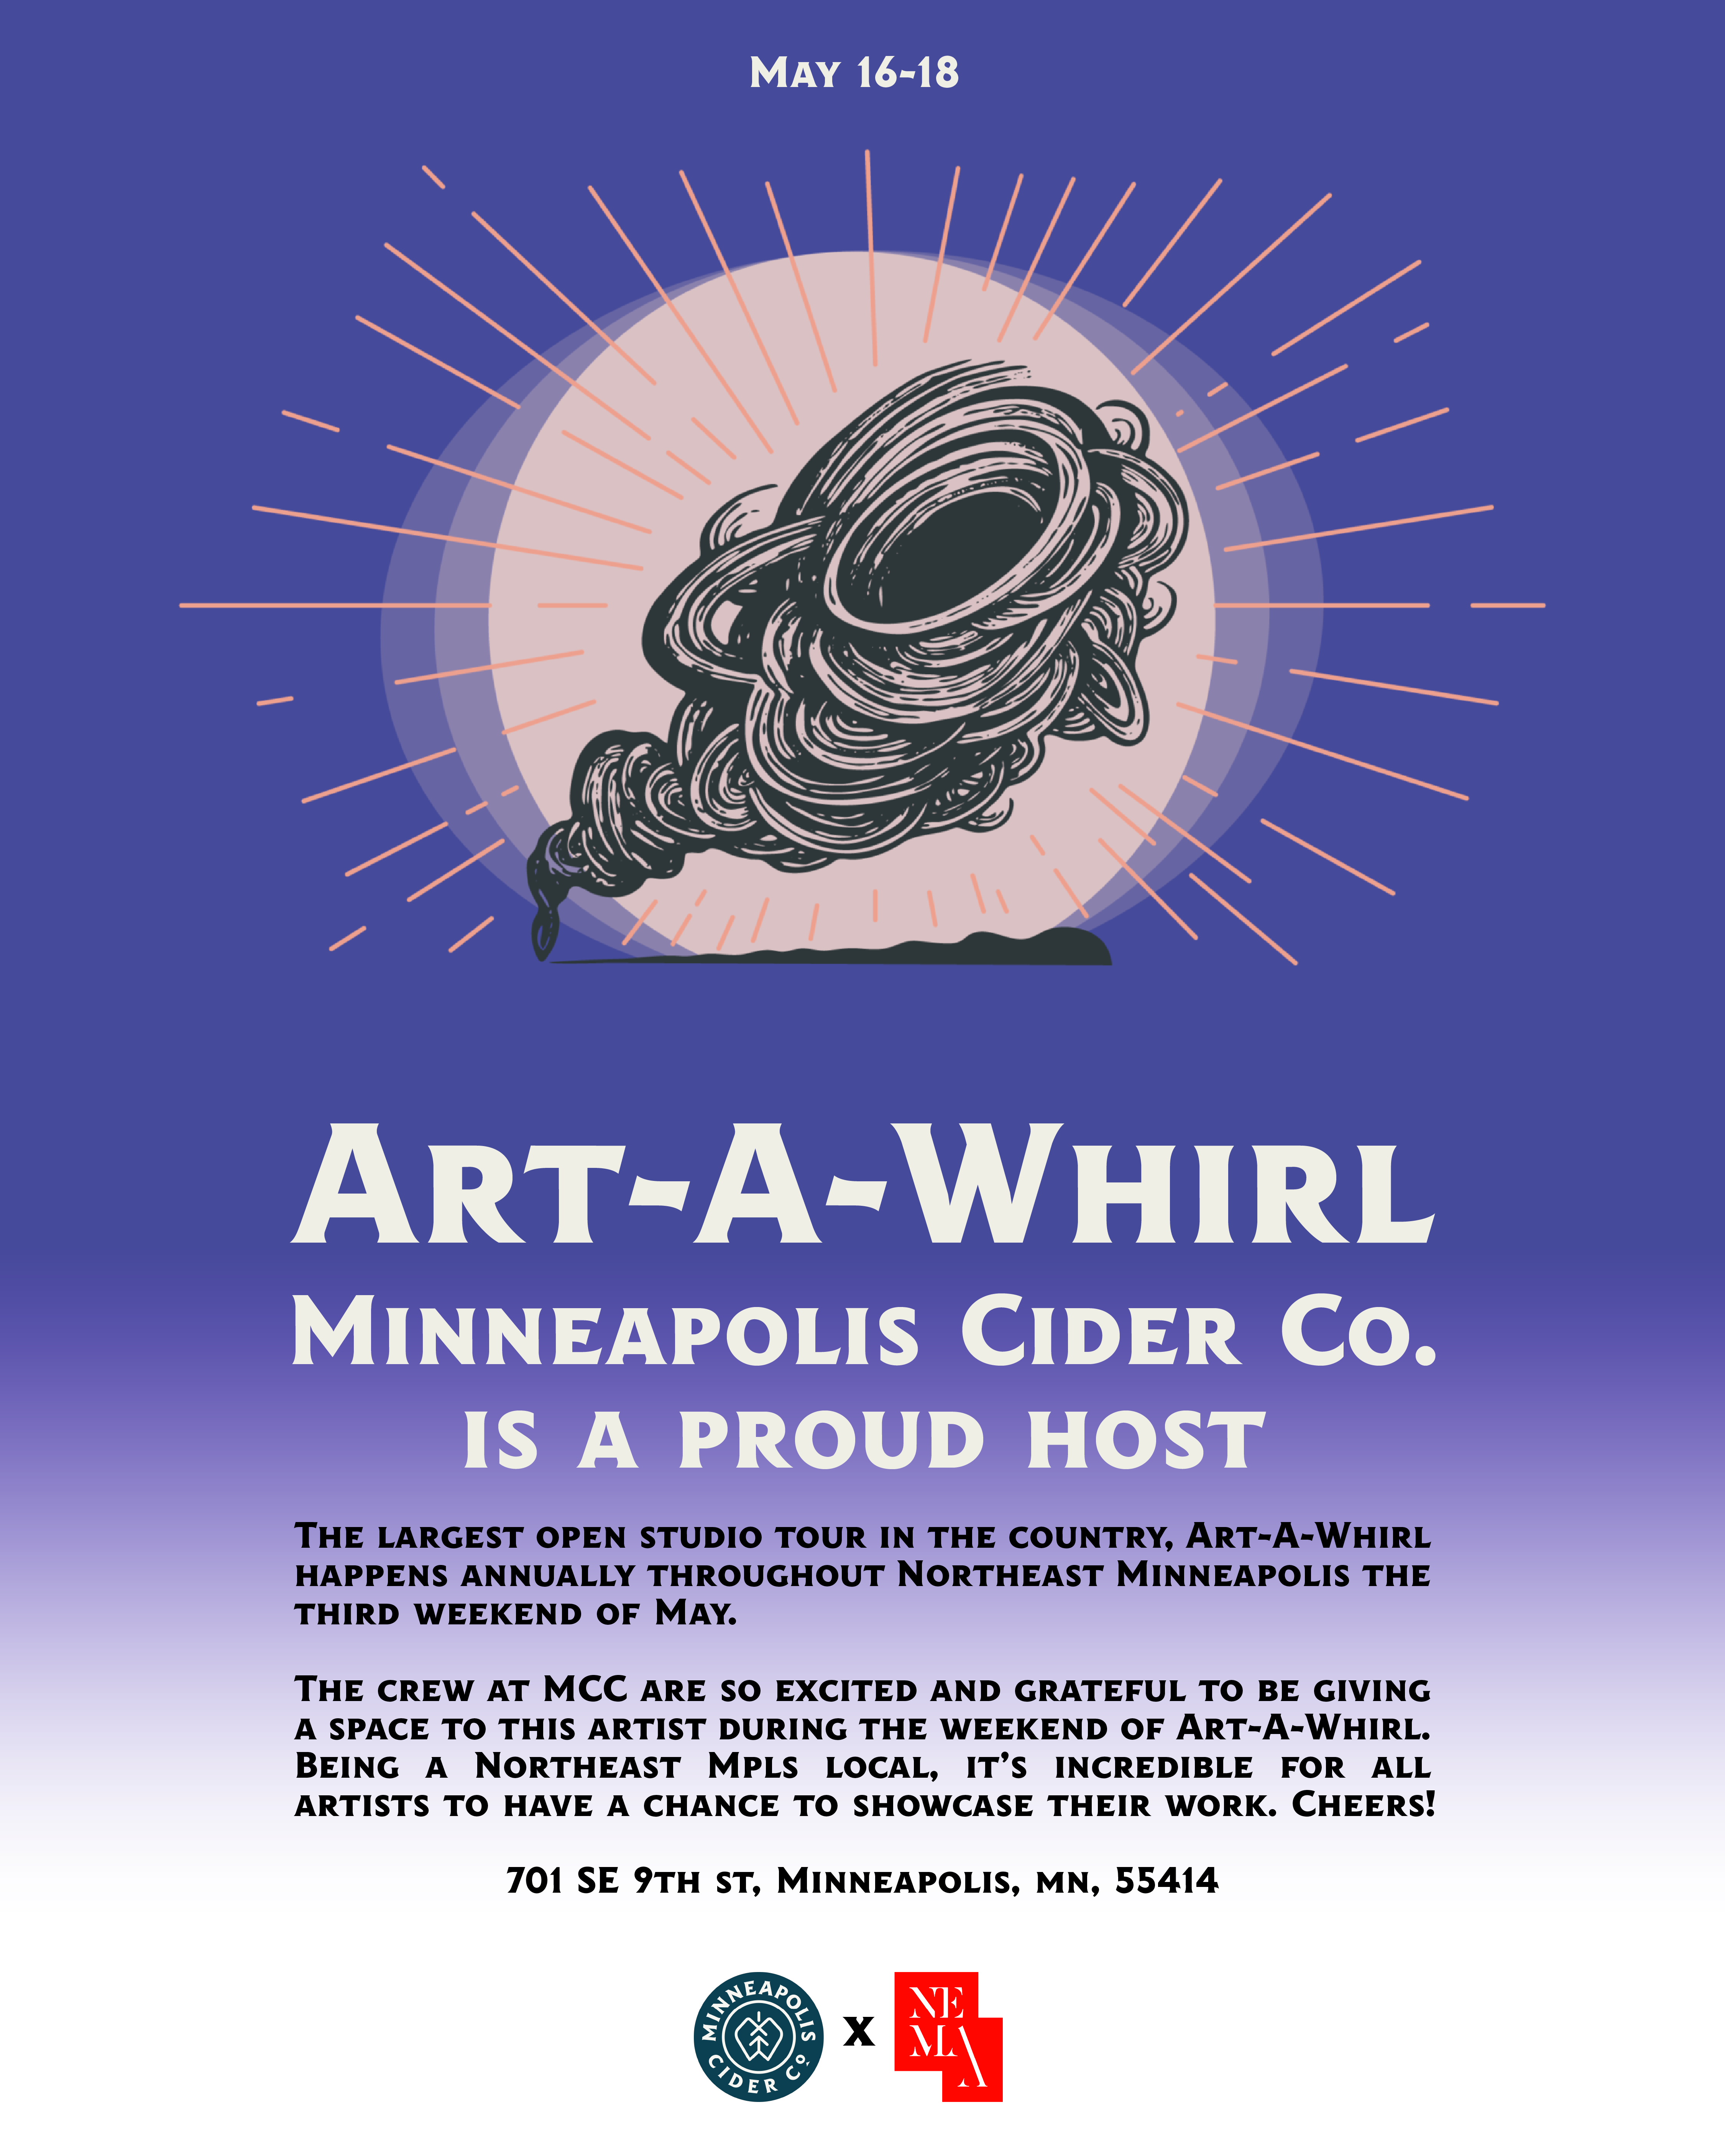 May 16-18
Art-A-Whirl
Minneapolis Cider Co.
is a proud host
The largest open studio tour in the country, Art-A-Whirl
happens annually throughout Northeast Minneapolis the
third weekend of May.
The crew at MCC are so excited and grateful to be giving
a space to this artist during the weekend of Art-A-Whirl.
Being a Northeast Mpls local, it's incredible for all
artists to have a chance to showcase their work. Cheers!
701 SE 9th st, Minneapolis, mn, 55414
MINNEAPOLIS
CIDER Co.
x
NE
MA